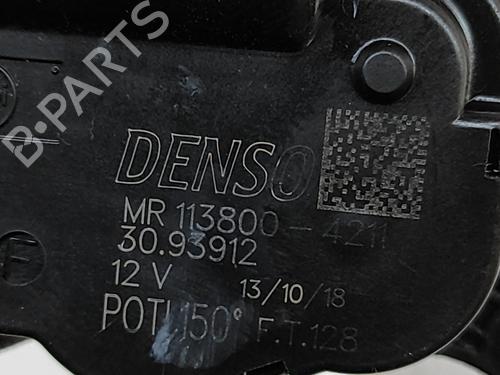 B-PARTS
DENSO
MR 113800-4211
30.93912
12 V 13/10/18
POTI.150° F.T.128
F